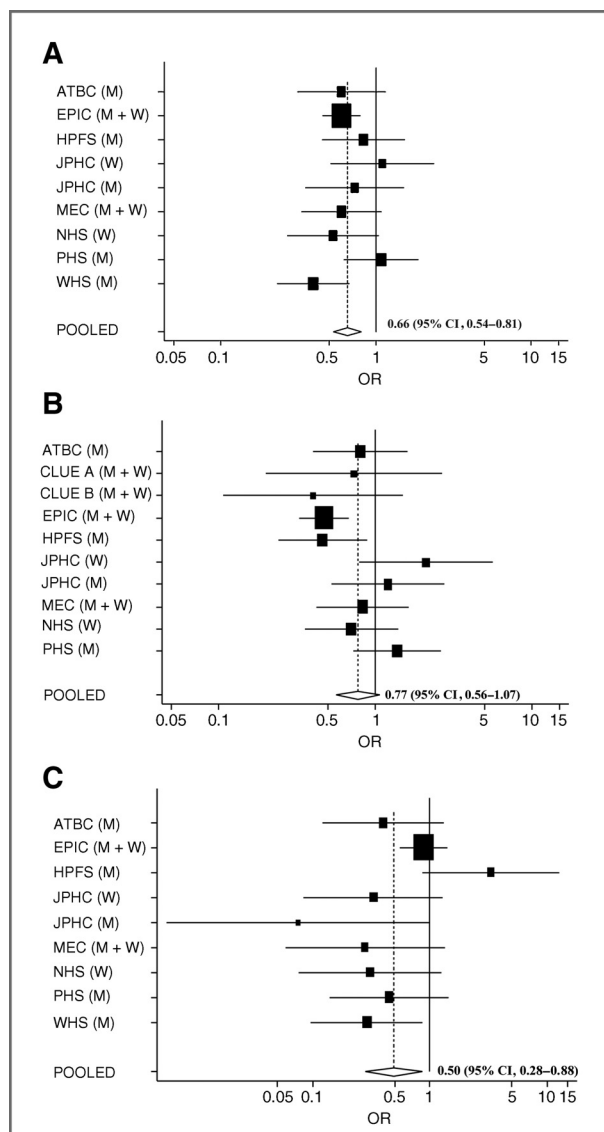 A
ATBC (M)
EPIC (M + W)
HPFS (M)
JPHC (W)
JPHC (M)
MEC (M + W)
NHS (W)
PHS (M)
WHS (M)
POOLED
0.66 (95% CI, 0.54–0.81)
0.05 0.1 0.5 1 5 10 15
OR
B
ATBC (M)
CLUE A (M + W)
CLUE B (M + W)
EPIC (M + W)
HPFS (M)
JPHC (W)
JPHC (M)
MEC (M + W)
NHS (W)
PHS (M)
POOLED
0.77 (95% CI, 0.56–1.07)
0.05 0.1 0.5 1 5 10 15
OR
C
ATBC (M)
EPIC (M + W)
HPFS (M)
JPHC (W)
JPHC (M)
MEC (M + W)
NHS (W)
PHS (M)
WHS (M)
POOLED
0.50 (95% CI, 0.28–0.88)
0.05 0.1 0.5 1 5 10 15
OR